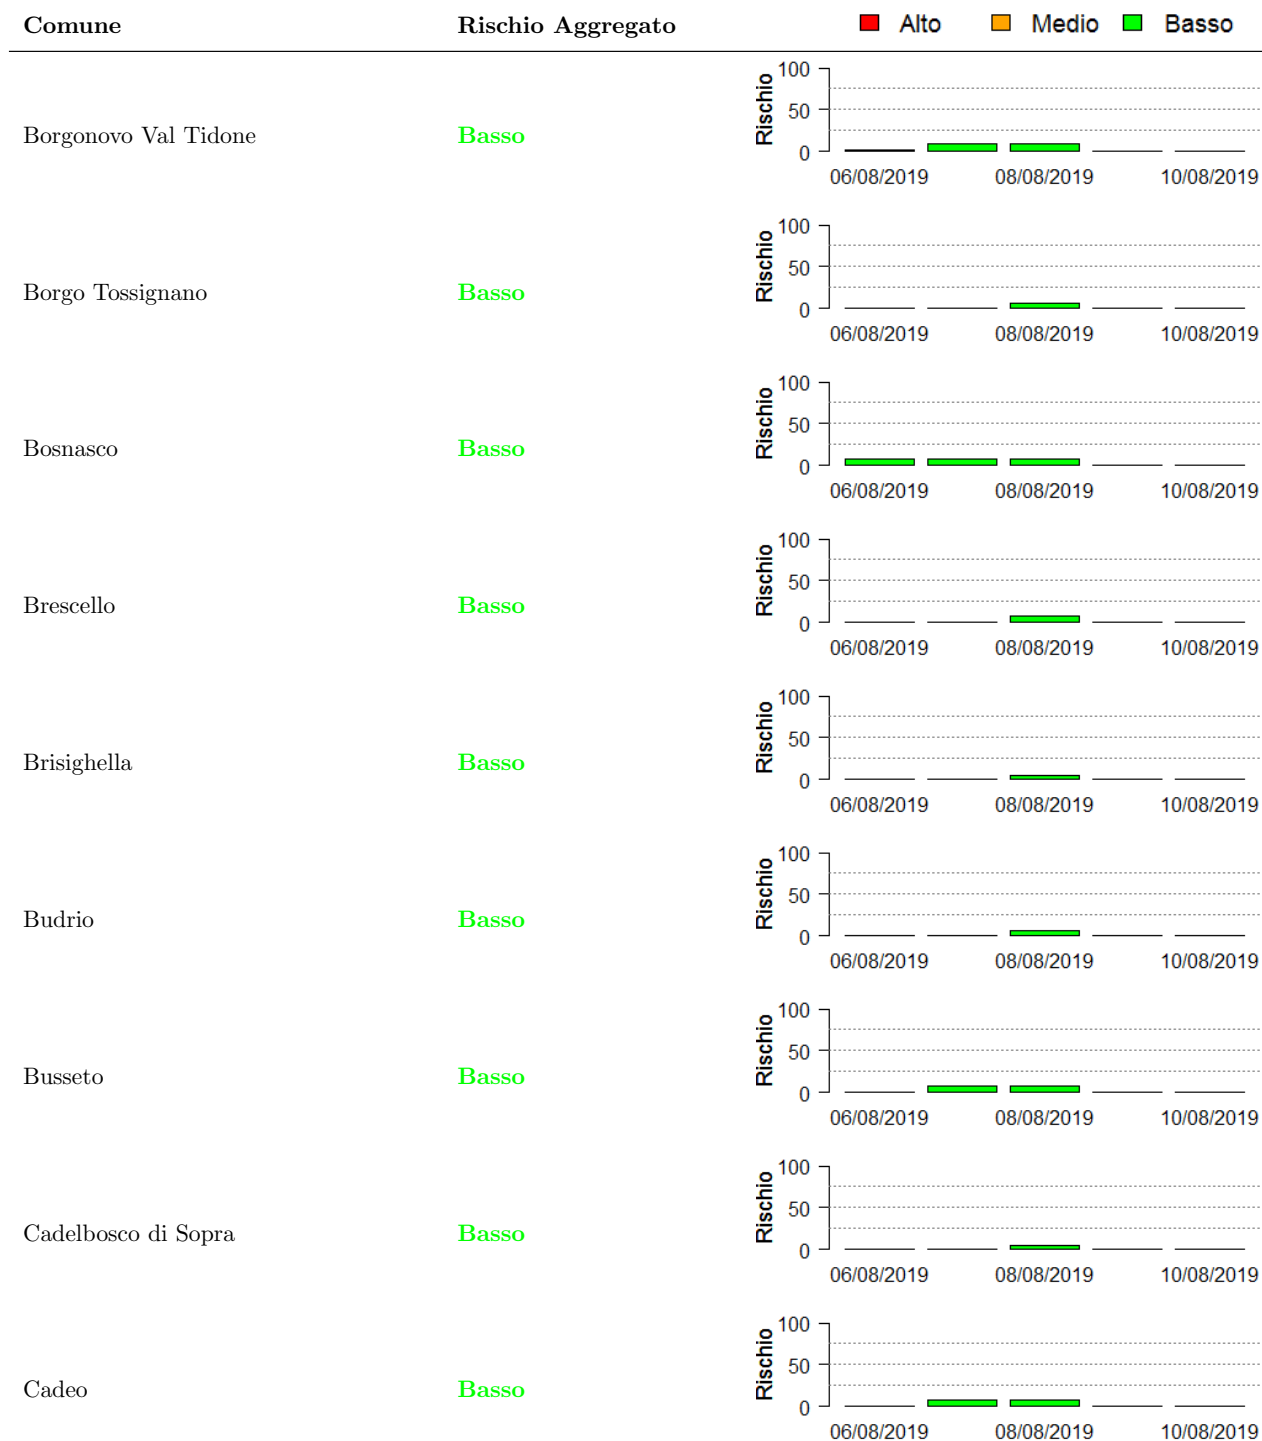 Comune Rischio Aggregato Alto Medio Basso
Borgonovo Val Tidone Basso
Rischio
100
50
0
06/08/2019 08/08/2019 10/08/2019
Borgo Tossignano Basso
Rischio
100
50
0
06/08/2019 08/08/2019 10/08/2019
Bosnasco Basso
Rischio
100
50
0
06/08/2019 08/08/2019 10/08/2019
Brescello Basso
Rischio
100
50
0
06/08/2019 08/08/2019 10/08/2019
Brisighella Basso
Rischio
100
50
0
06/08/2019 08/08/2019 10/08/2019
Budrio Basso
Rischio
100
50
0
06/08/2019 08/08/2019 10/08/2019
Busseto Basso
Rischio
100
50
0
06/08/2019 08/08/2019 10/08/2019
Cadelbosco di Sopra Basso
Rischio
100
50
0
06/08/2019 08/08/2019 10/08/2019
Cadeo Basso
Rischio
100
50
0
06/08/2019 08/08/2019 10/08/2019